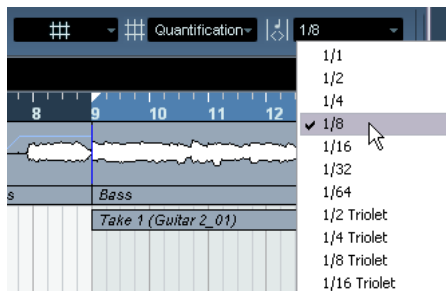 Quantification 1/8
1/1
1/2
1/4
8 9 10 11 12
✔ 1/8
1/16
1/32
1/64
s Bass
1/2 Triolet
Take 1 (Guitar 2_01)
1/4 Triolet
1/8 Triolet
1/16 Triolet